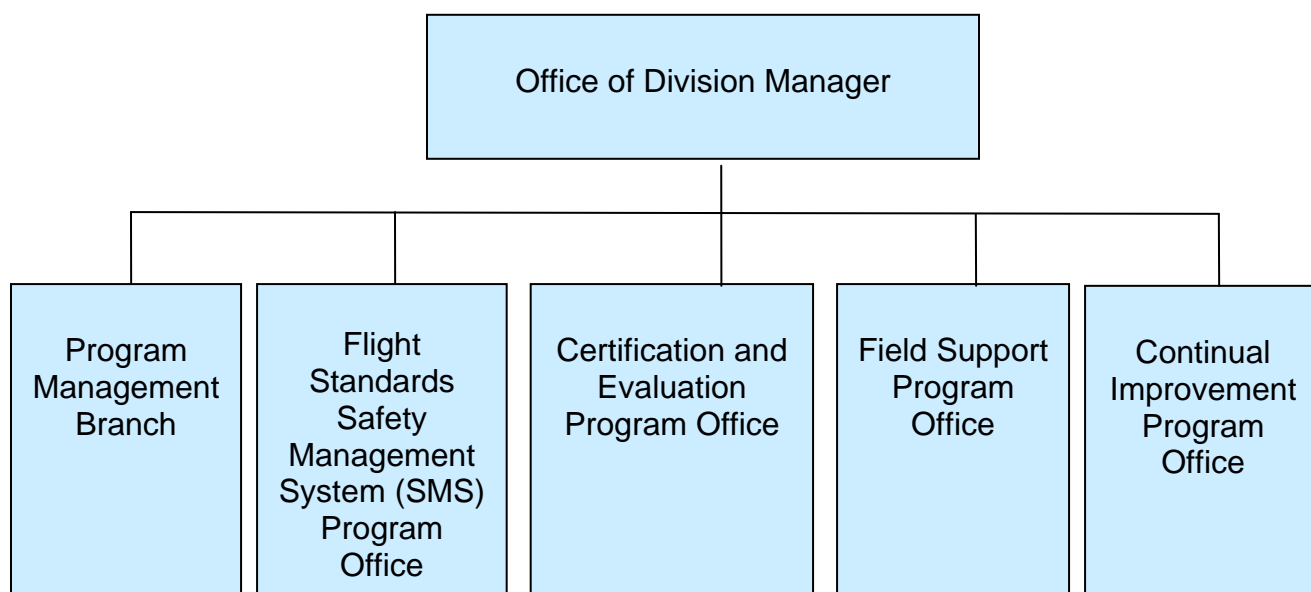 Office of Division Manager
Program
Management
Branch
Flight
Standards
Safety
Management
System (SMS)
Program
Office
Certification and
Evaluation
Program Office
Field Support
Program
Office
Continual
Improvement
Program
Office